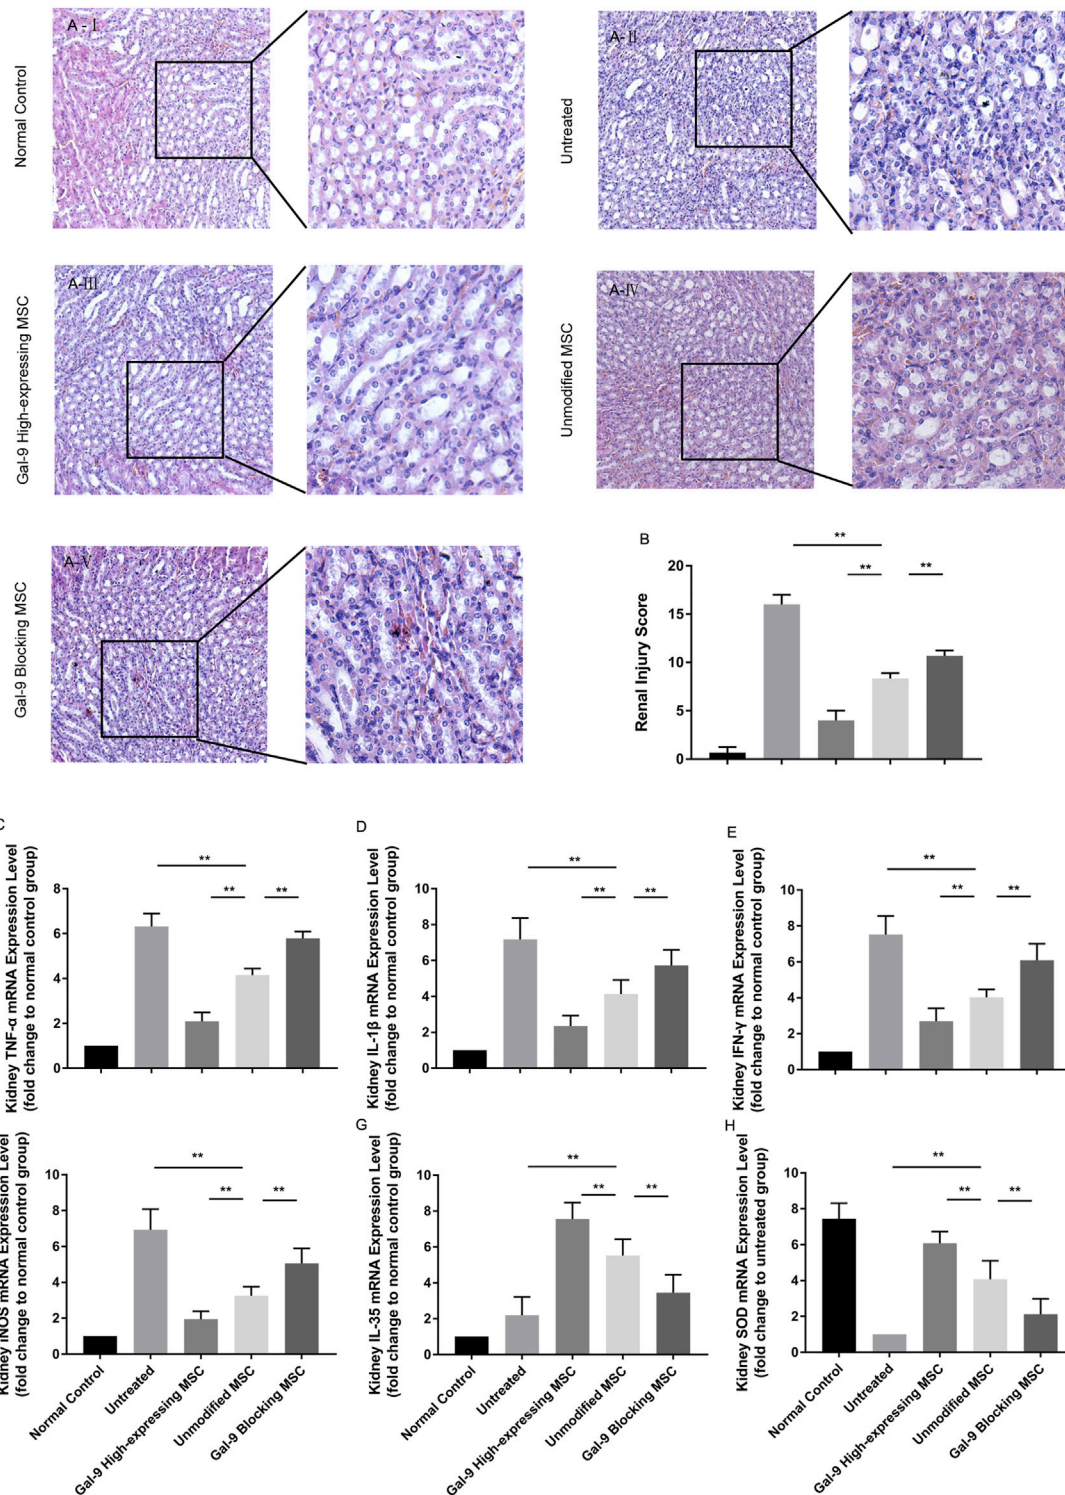 A-I
Normal Control
A-II
Untreated
A-III
Gal-9 High-expressing MSC
A-IV
Unmodified MSC
A-V
Gal-9 Blocking MSC
B
Renal Injury Score
20
15
10
5
0
**
**
**
C
Kidney TNF-α mRNA Expression Level
(fold change to normal control group)
8
6
4
2
0
**
**
**
D
Kidney IL-1β mRNA Expression Level
(fold change to normal control group)
10
8
6
4
2
0
**
**
**
E
Kidney IFN-γ mRNA Expression Level
(fold change to normal control group)
10
8
6
4
2
0
**
**
**
Kidney iNOS mRNA Expression Level
(fold change to normal control group)
10
8
6
4
2
0
**
**
**
Normal Control
Untreated
Gal-9 High-expressing MSC
Unmodified MSC
Gal-9 Blocking MSC
G
Kidney IL-35 mRNA Expression Level
(fold change to normal control group)
10
8
6
4
2
0
**
**
**
Normal Control
Untreated
Gal-9 High-expressing MSC
Unmodified MSC
Gal-9 Blocking MSC
H
Kidney SOD mRNA Expression Level
(fold change to untreated group)
10
8
6
4
2
0
**
**
**
Normal Control
Untreated
Gal-9 High-expressing MSC
Unmodified MSC
Gal-9 Blocking MSC